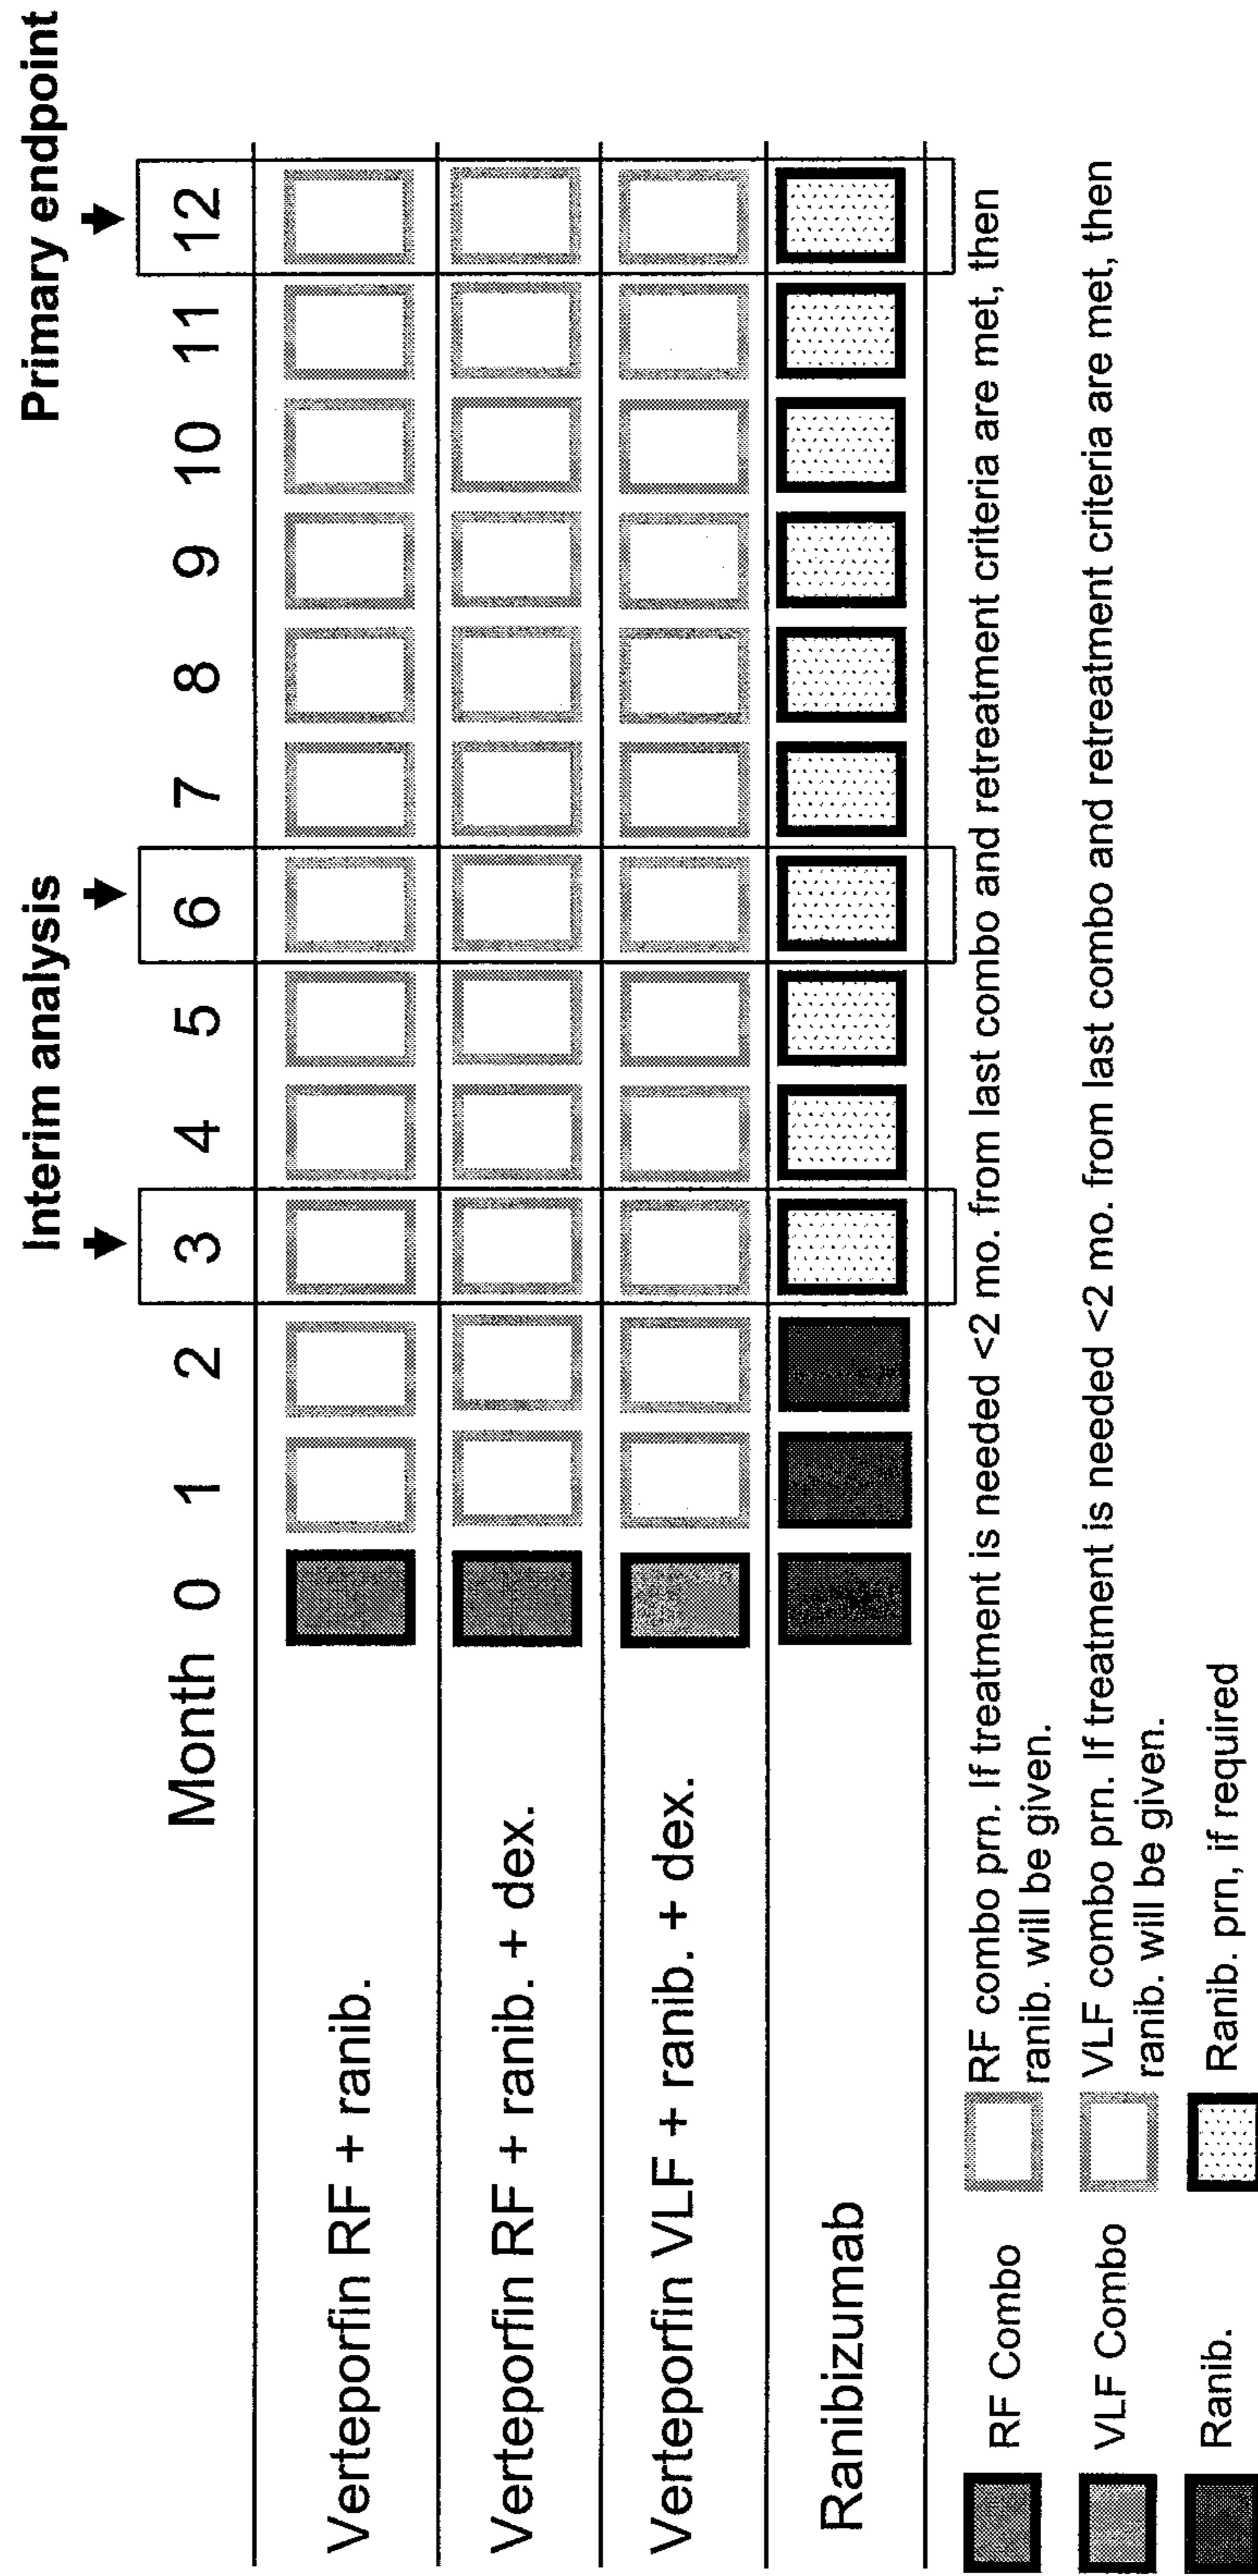 Interim analysis
Primary endpoint
Month 0 1 2 3 4 5 6 7 8 9 10 11 12
Verteporfin RF + ranib.
Verteporfin RF + ranib. + dex.
Verteporfin VLF + ranib. + dex.
Ranibizumab
RF Combo
RF combo prn. If treatment is needed <2 mo. from last combo and retreatment criteria are met, then
ranib. will be given.
VLF Combo
VLF combo prn. If treatment is needed <2 mo. from last combo and retreatment criteria are met, then
ranib. will be given.
Ranib.
Ranib. prn, if required